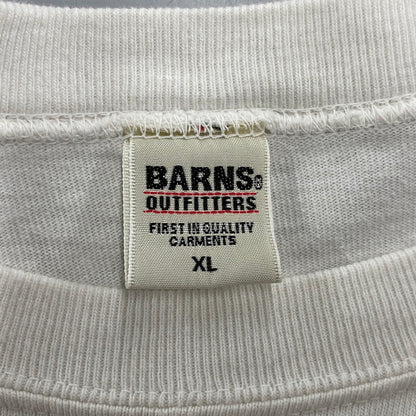 BARNS®
OUTFITTERS
FIRST IN QUALITY
GARMENTS
XL